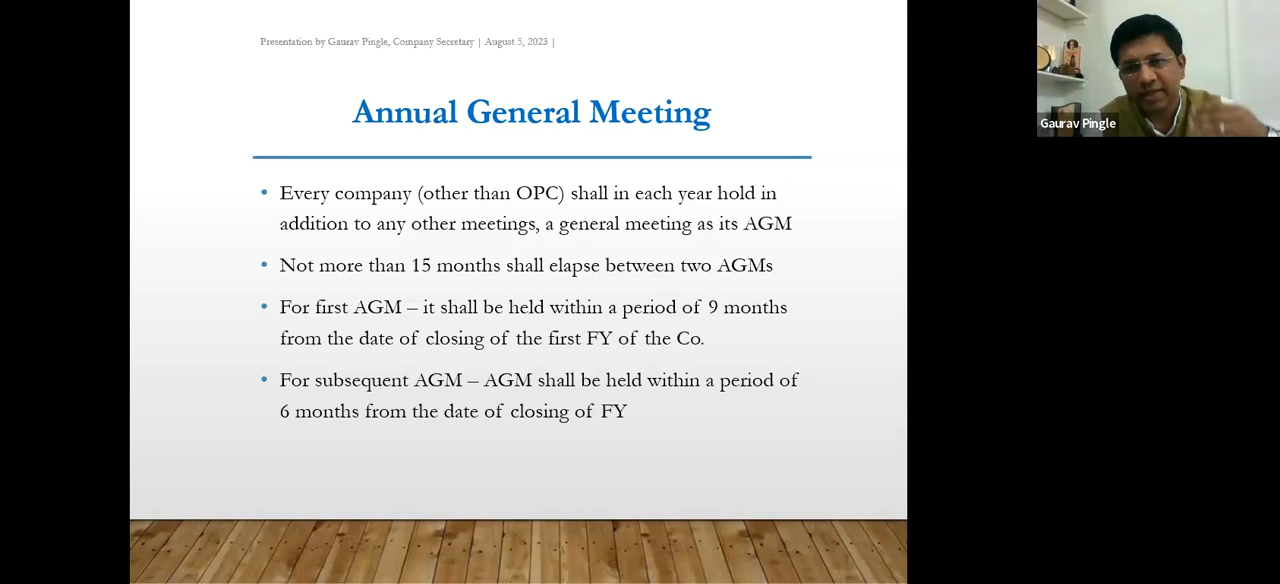 Presentation by Gaurav Pingle, Company Secretary | August 5, 2023 |
Annual General Meeting
• Every company (other than OPC) shall in each year hold in
addition to any other meetings, a general meeting as its AGM
• Not more than 15 months shall elapse between two AGMs
• For first AGM – it shall be held within a period of 9 months
from the date of closing of the first FY of the Co.
• For subsequent AGM – AGM shall be held within a period of
6 months from the date of closing of FY
Gaurav Pingle